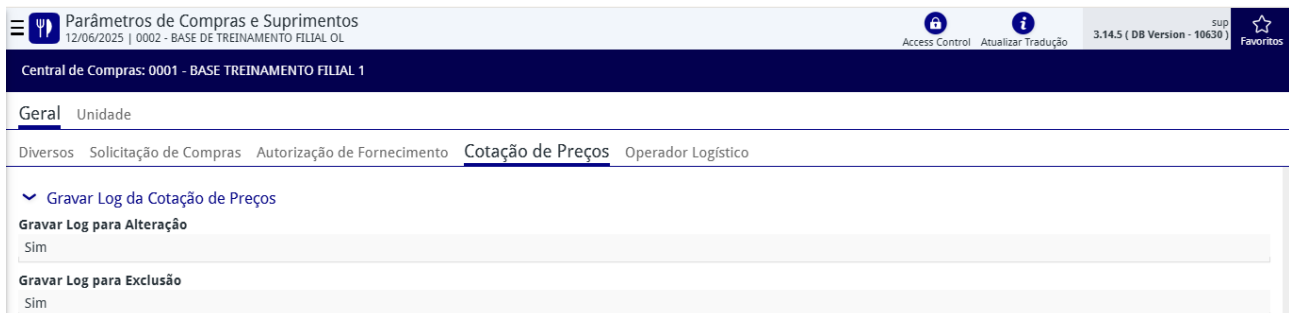 Parâmetros de Compras e Suprimentos
12/06/2025 | 0002 - BASE DE TREINAMENTO FILIAL OL
Access Control
Atualizar Tradução
sup
3.14.5 ( DB Version - 10630 )
Favoritos
Central de Compras: 0001 - BASE TREINAMENTO FILIAL 1
Geral Unidade
Diversos Solicitação de Compras Autorização de Fornecimento Cotação de Preços Operador Logístico
Gravar Log da Cotação de Preços
Gravar Log para Alteraçâo
Sim
Gravar Log para Exclusão
Sim